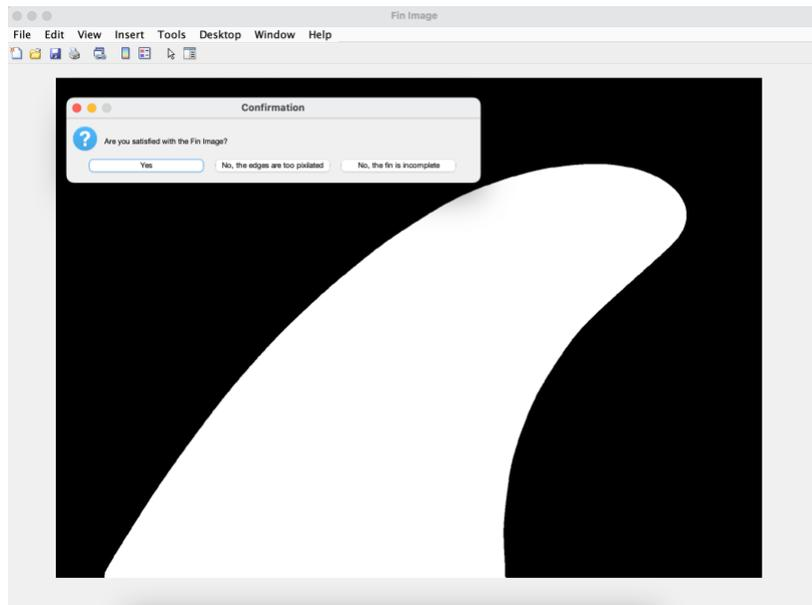 Fin Image
File Edit View Insert Tools Desktop Window Help
Confirmation
Are you satisfied with the Fin Image?
Yes
No, the edges are too pixilated
No, the fin is incomplete